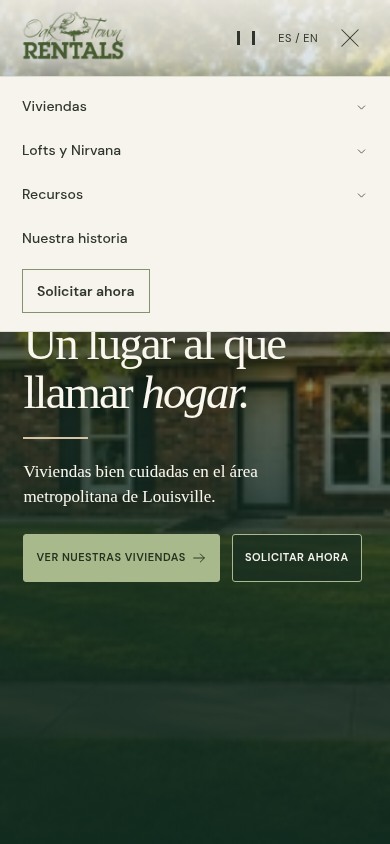 Oak Town
RENTALS
ES / EN
Viviendas
Lofts y Nirvana
Recursos
Nuestra historia
Solicitar ahora
Un lugar al que
llamar hogar.
Viviendas bien cuidadas en el área
metropolitana de Louisville.
VER NUESTRAS VIVIENDAS
SOLICITAR AHORA